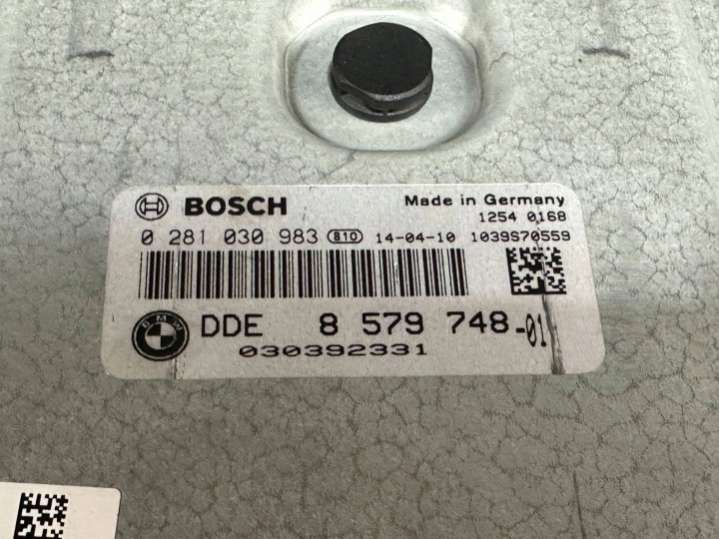 BOSCH Made in Germany
1254 0168
0 281 030 983 810 14-04-10 1039S70559
BMW DDE 8 579 748-01
030392331